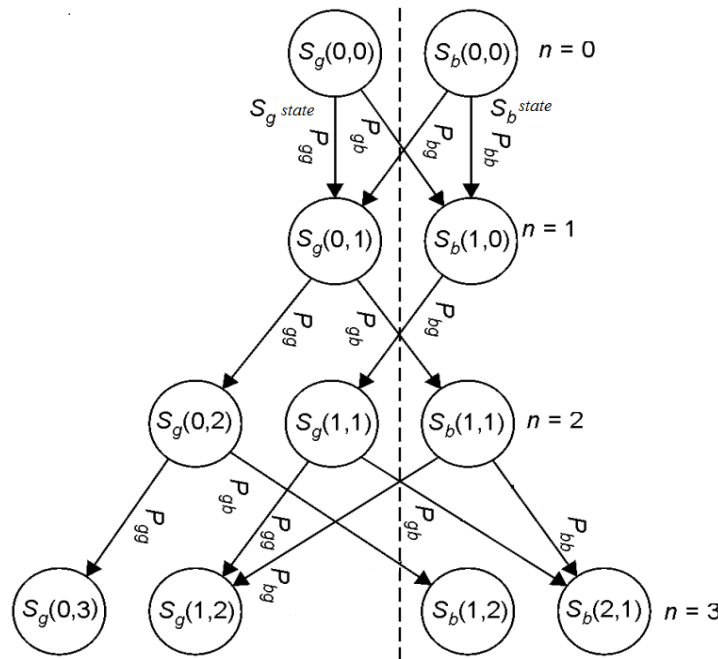 S_g(0,0) S_b(0,0) n = 0
S_g state S_b state
P_gg P_gb P_bg P_bb
S_g(0,1) S_b(1,0) n = 1
P_gg P_gb P_bg
S_g(0,2) S_g(1,1) S_b(1,1) n = 2
P_gg P_gb P_gg P_bg P_gb P_bb
S_g(0,3) S_g(1,2) S_b(1,2) S_b(2,1) n = 3